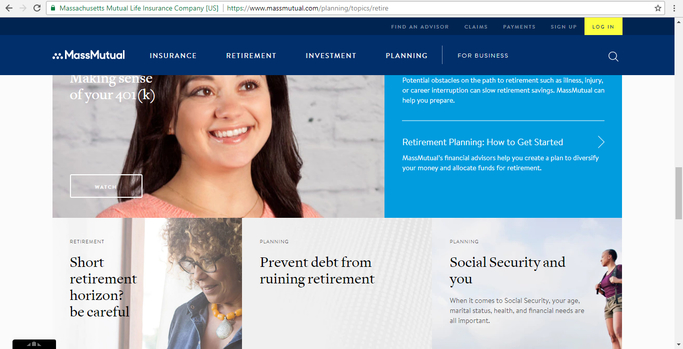 Massachusetts Mutual Life Insurance Company [US] | https://www.massmutual.com/planning/topics/retire
FIND AN ADVISOR CLAIMS PAYMENTS SIGN UP LOG IN
MassMutual INSURANCE RETIREMENT INVESTMENT PLANNING FOR BUSINESS
Making sense
of your 401(k)
WATCH
Potential obstacles on the path to retirement such as illness, injury,
or career interruption can slow retirement savings. MassMutual can
help you prepare.
Retirement Planning: How to Get Started
MassMutual's financial advisors help you create a plan to diversify
your money and allocate funds for retirement.
RETIREMENT
Short
retirement
horizon?
be careful
PLANNING
Prevent debt from
ruining retirement
PLANNING
Social Security and
you
When it comes to Social Security, your age,
marital status, health, and financial needs are
all important.